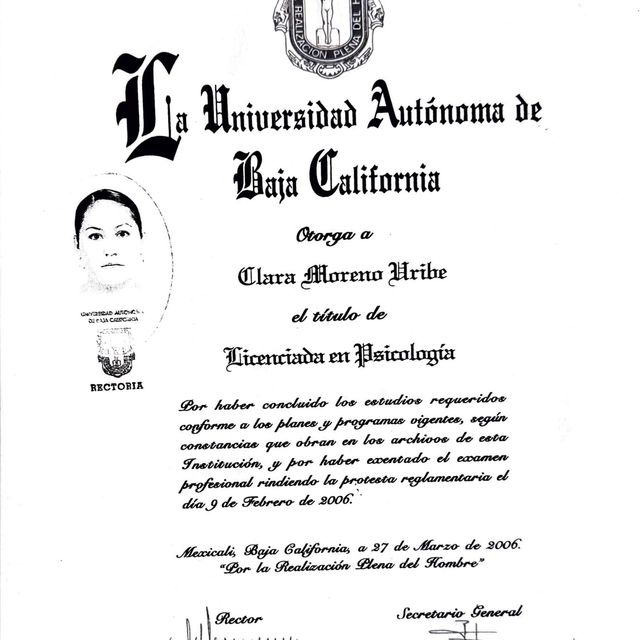 REALIZACION PLENA DEL H
La Universidad Autónoma de
Baja California
Otorga a
Clara Moreno Uribe
el título de
Licenciada en Psicología
UNIVERSIDAD AUTONOMA
DE BAJA CALIFORNIA
RECTORIA
Por haber concluido los estudios requeridos
conforme a los planes y programas vigentes, según
constancias que obran en los archivos de esta
Institución, y por haber exentado el examen
profesional rindiendo la protesta reglamentaria el
día 9 de Febrero de 2006.
Mexicali, Baja California, a 27 de Marzo de 2006.
"Por la Realización Plena del Hombre"
Rector
Secretario General